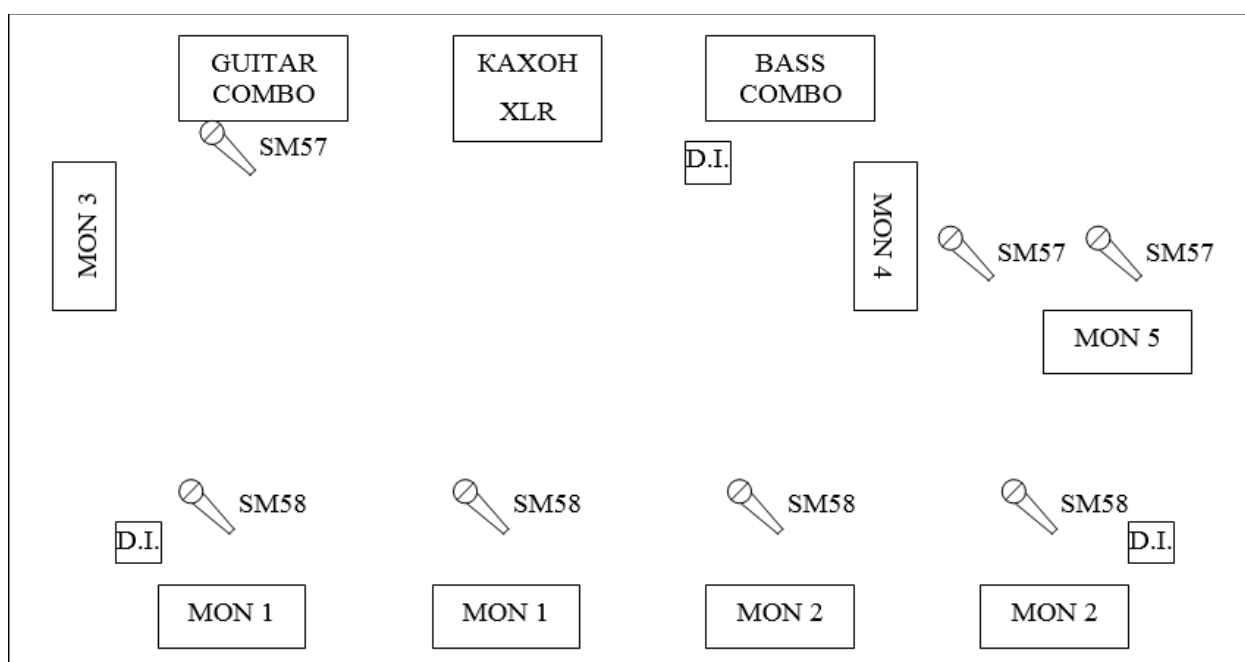 GUITAR
COMBO
КАХОН
XLR
BASS
COMBO
SM57
D.I.
MON 3
MON 4
SM57
SM57
MON 5
SM58
SM58
SM58
SM58
D.I.
D.I.
MON 1
MON 1
MON 2
MON 2